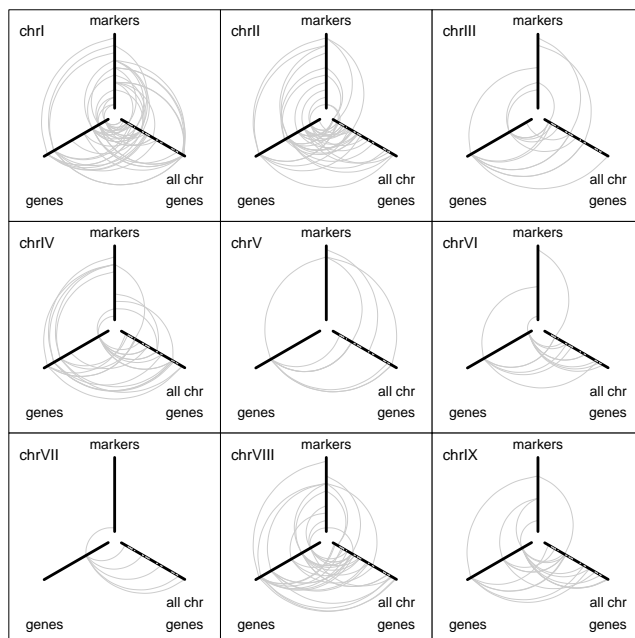 chrI
markers
genes
all chr
genes
chrII
markers
genes
all chr
genes
chrIII
markers
genes
all chr
genes
chrIV
markers
genes
all chr
genes
chrV
markers
genes
all chr
genes
chrVI
markers
genes
all chr
genes
chrVII
markers
genes
all chr
genes
chrVIII
markers
genes
all chr
genes
chrIX
markers
genes
all chr
genes